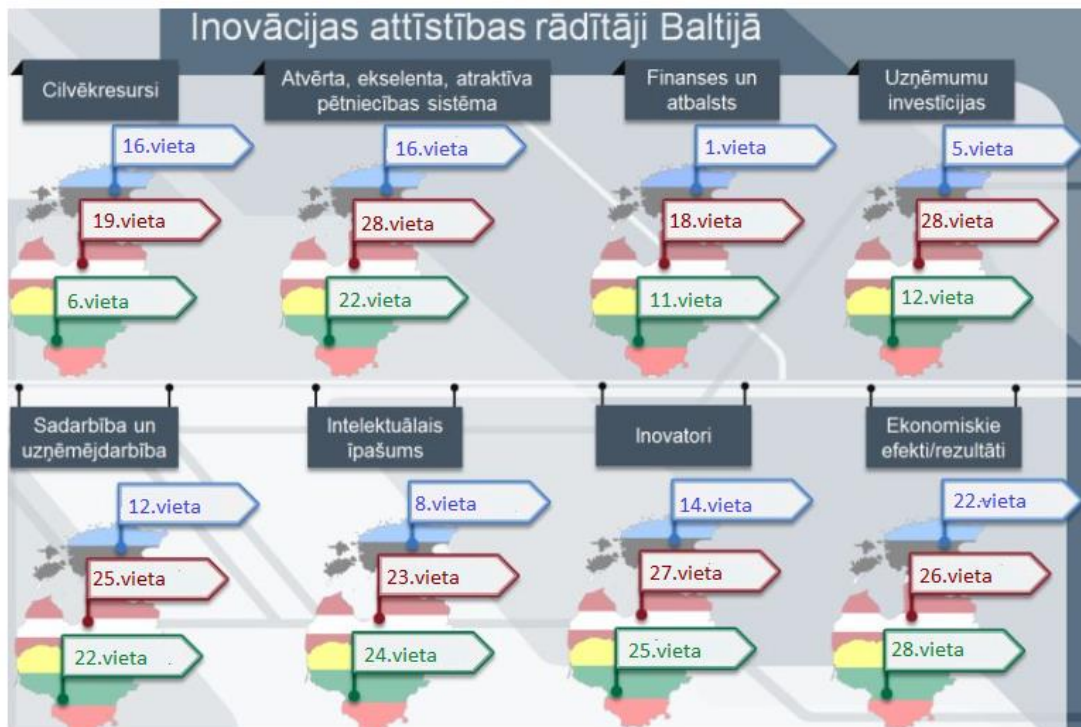 Inovācijas attīstības rādītāji Baltijā
Cilvēkresursi
16.vieta
19.vieta
6.vieta
Atvērta, ekselenta, atraktīva
pētniecības sistēma
16.vieta
28.vieta
22.vieta
Finanses un
atbalsts
1.vieta
18.vieta
11.vieta
Uzņēmumu
investīcijas
5.vieta
28.vieta
12.vieta
Sadarbība un
uzņēmējdarbība
12.vieta
25.vieta
22.vieta
Intelektuālais
īpašums
8.vieta
23.vieta
24.vieta
Inovatori
14.vieta
27.vieta
25.vieta
Ekonomiskie
efekti/rezultāti
22.vieta
26.vieta
28.vieta